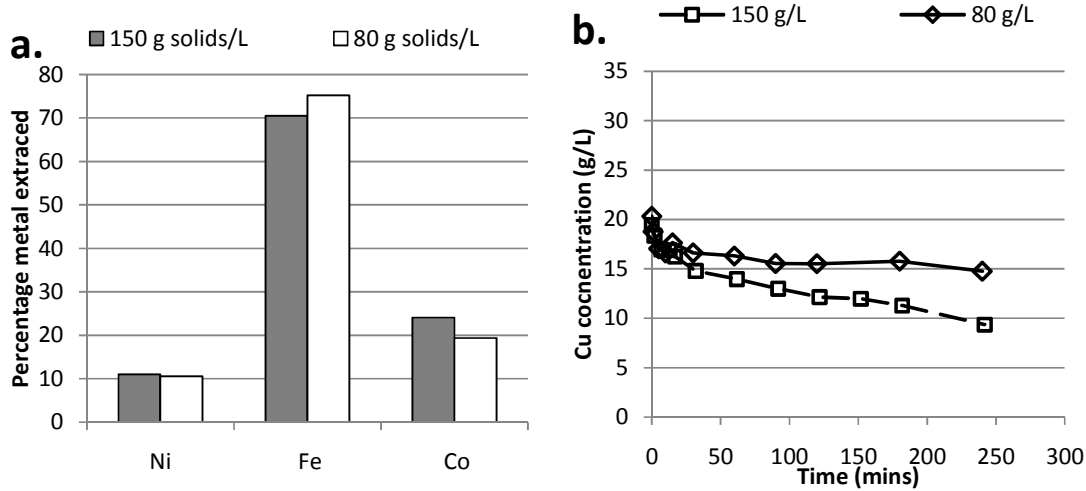 a.
150 g solids/L 80 g solids/L
Percentage metal extraced
80
70
60
50
40
30
20
10
0
Ni Fe Co
b.
150 g/L 80 g/L
Cu cocnentration (g/L)
35
30
25
20
15
10
5
0
0 50 100 150 200 250 300
Time (mins)